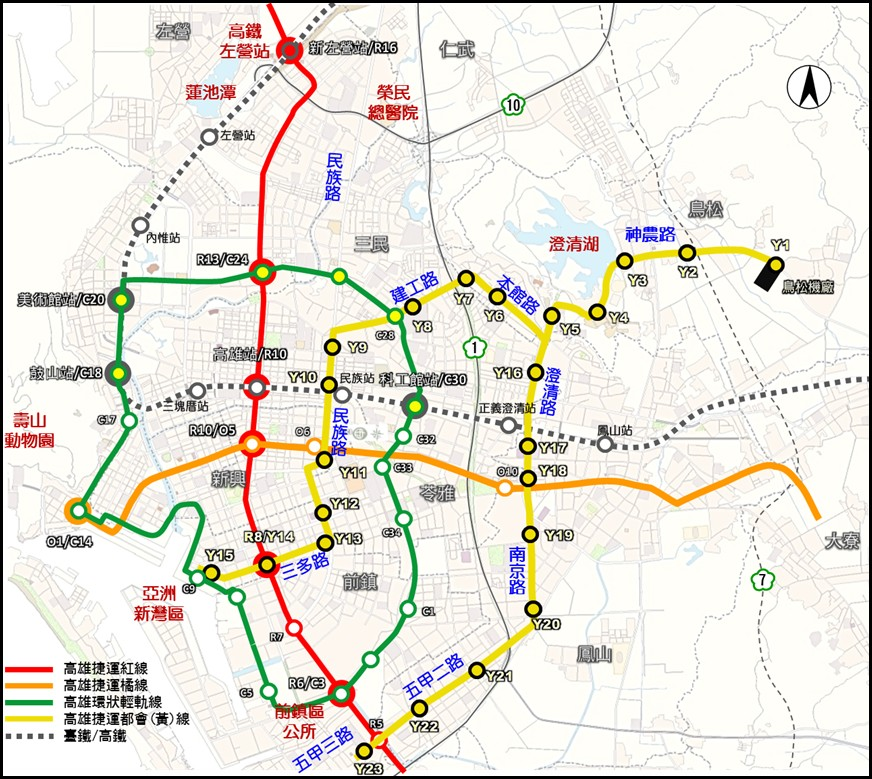 左營
高鐵
左營站
新左營站/R16
仁武
蓮池潭
榮民
總醫院
10
左營站
民族路
鳥松
內惟站
三民
澄清湖
神農路
Y1
R13/C24
Y2
Y3
鳥松機廠
美術館站/C20
建工路
Y7
本館路
Y6
Y8
Y5
Y4
C28
1
高雄站/R10
Y9
鼓山站/C18
Y10
民族站
科工館站/C30
Y16
澄清路
三塊厝站
正義澄清站
C17
壽山
動物園
R10/O5
O6
民族路
C32
鳳山站
Y17
Y11
C33
O10
Y18
新興
苓雅
Y12
O1/C14
R8/Y14
Y13
C34
Y19
大寮
Y15
三多路
南京路
前鎮
C9
7
亞洲
新灣區
C1
Y20
R7
鳳山
高雄捷運紅線
高雄捷運橘線
高雄環狀輕軌線
高雄捷運都會(黃)線
臺鐵/高鐵
C5
R6/C3
五甲二路
Y21
前鎮區
公所
R5
Y22
五甲三路
Y23